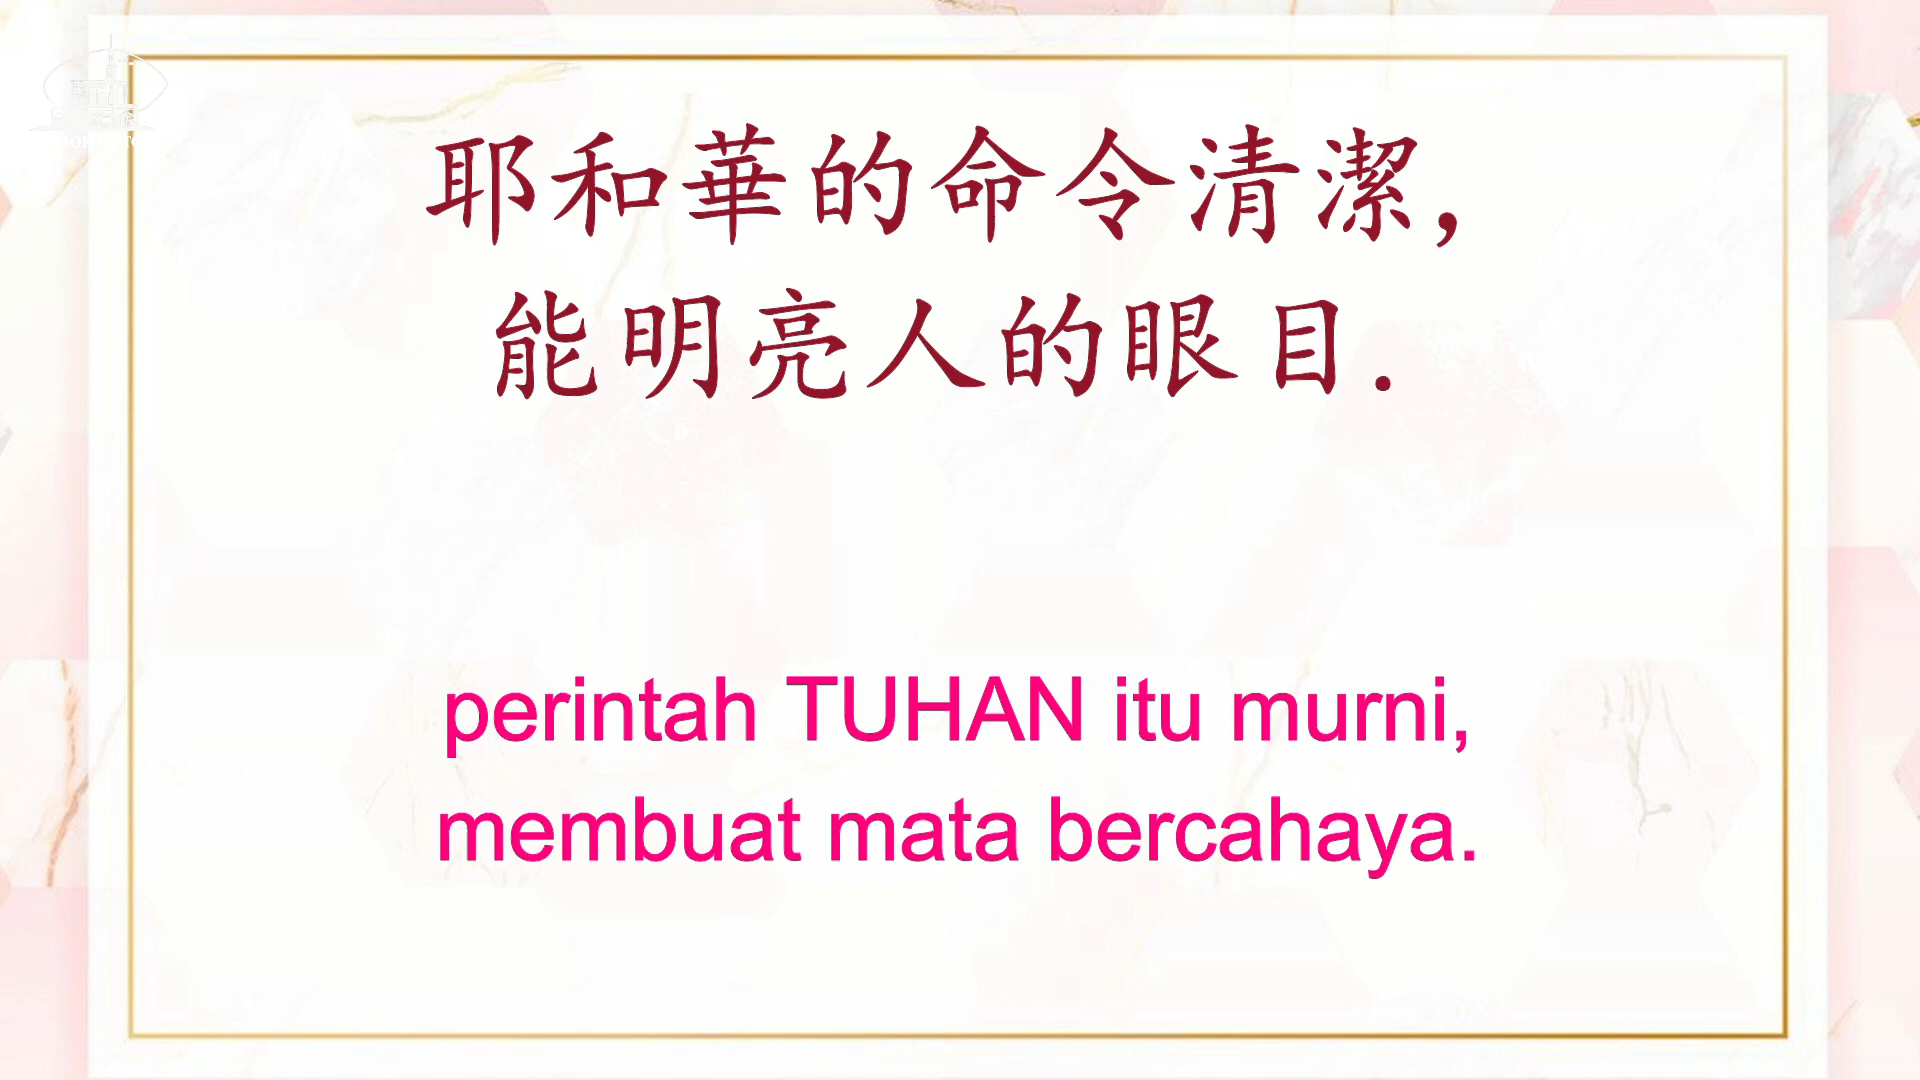 耶和華的命令清潔,
能明亮人的眼目.
perintah TUHAN itu murni,
membuat mata bercahaya.